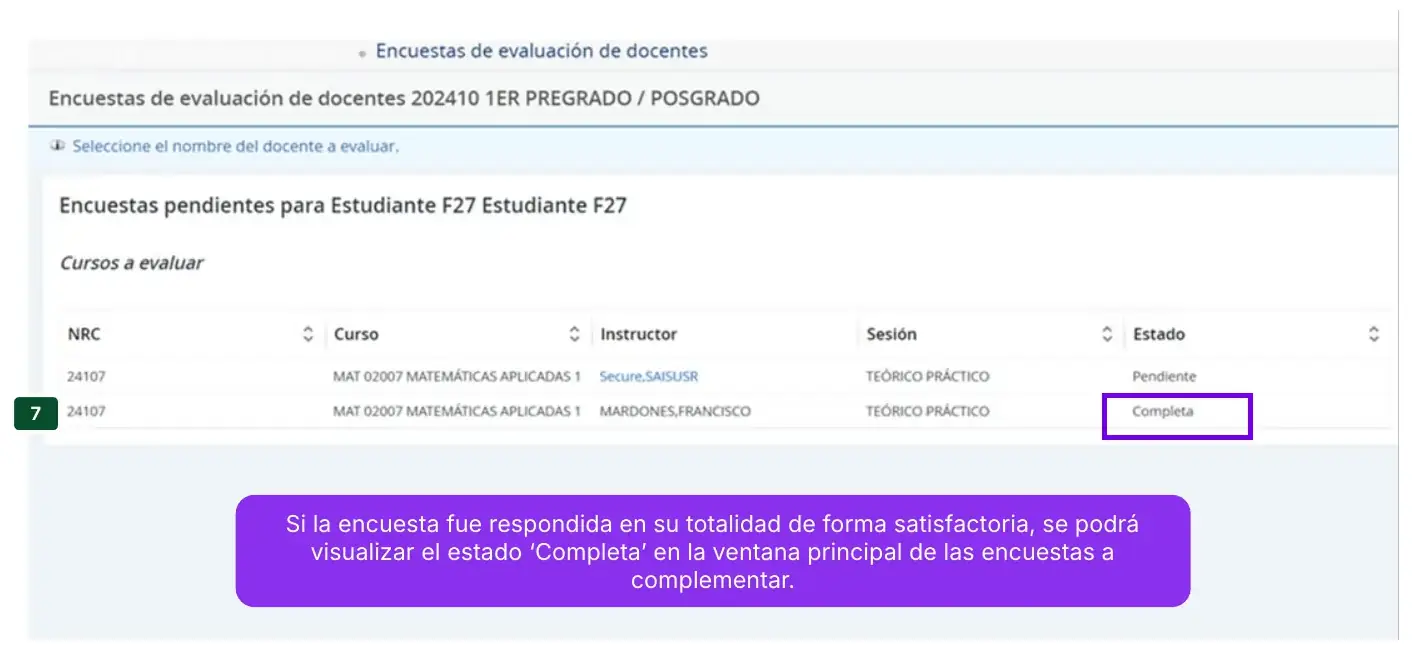 Encuestas de evaluación de docentes
Encuestas de evaluación de docentes 202410 1ER PREGRADO / POSGRADO
Seleccione el nombre del docente a evaluar.
Encuestas pendientes para Estudiante F27 Estudiante F27
Cursos a evaluar
NRC Curso Instructor Sesión Estado
24107 MAT 02007 MATEMÁTICAS APLICADAS 1 Secure,SAISUSR TEÓRICO PRÁCTICO Pendiente
7 24107 MAT 02007 MATEMÁTICAS APLICADAS 1 MARDONES,FRANCISCO TEÓRICO PRÁCTICO Completa
Si la encuesta fue respondida en su totalidad de forma satisfactoria, se podrá
visualizar el estado ‘Completa’ en la ventana principal de las encuestas a
complementar.